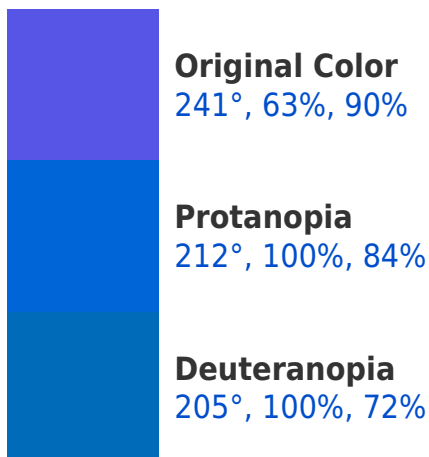 Original Color
241°, 63%, 90%
Protanopia
212°, 100%, 84%
Deuteranopia
205°, 100%, 72%